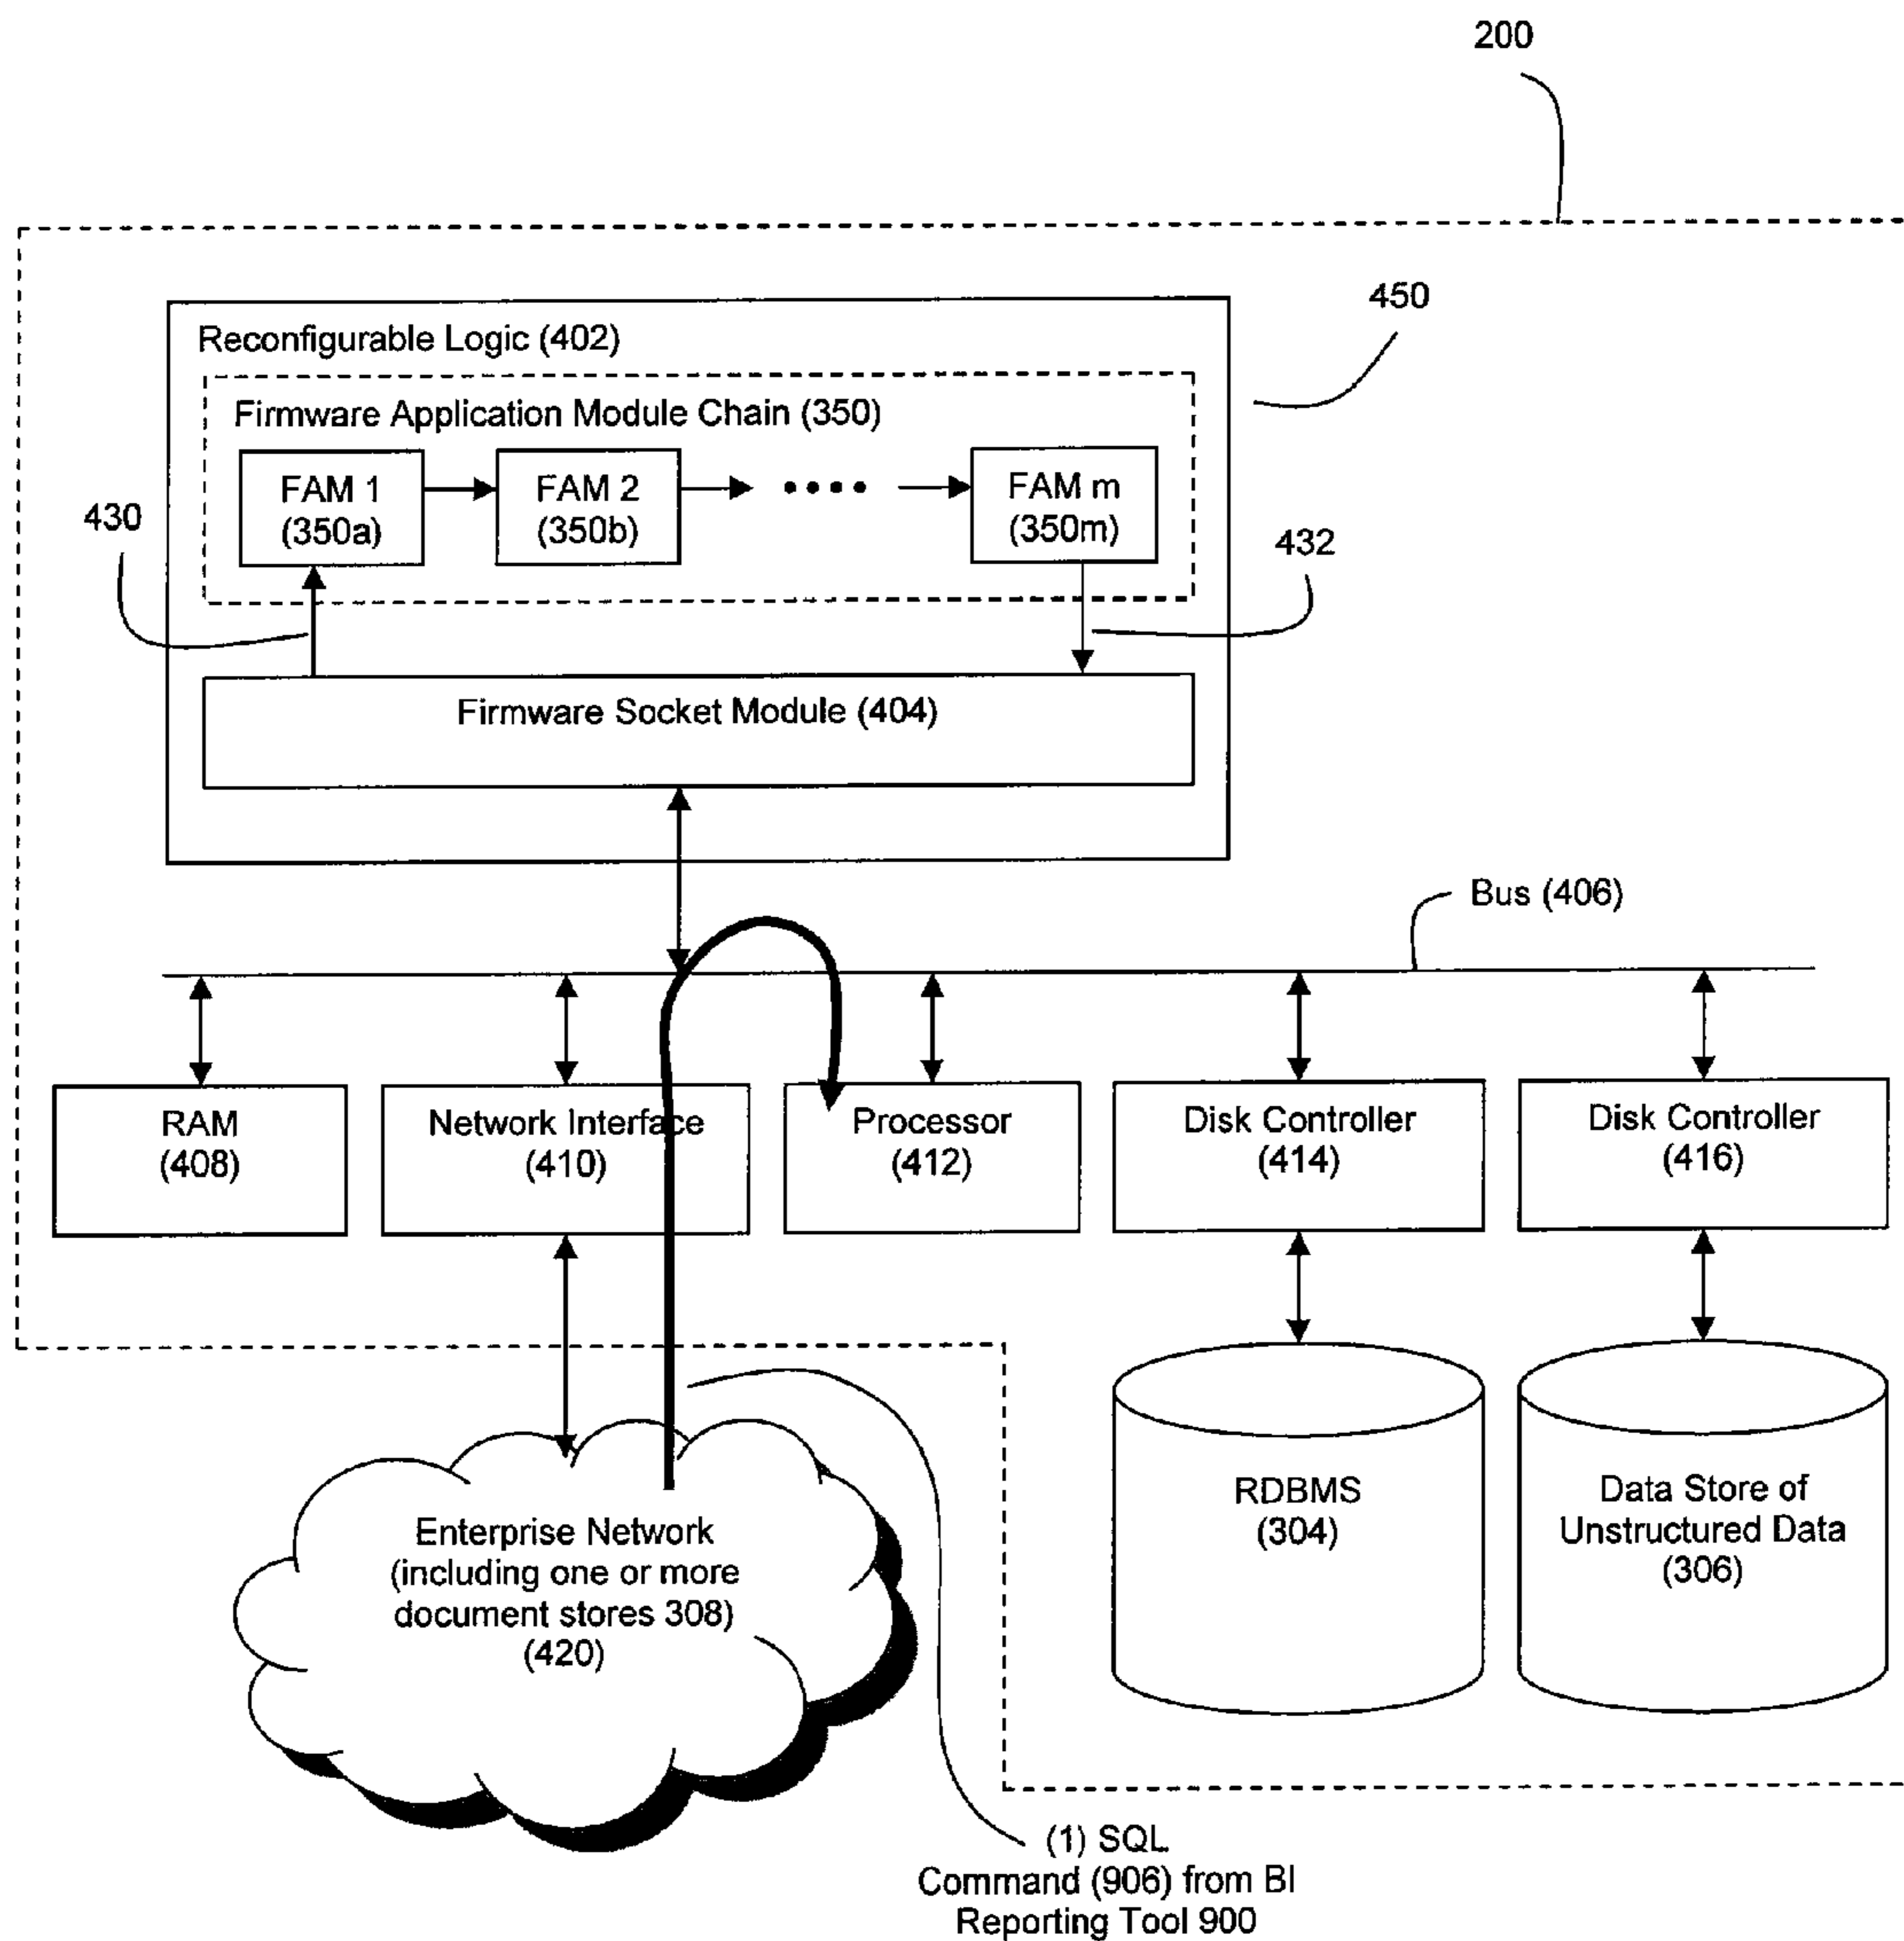 200
450
Reconfigurable Logic (402)
Firmware Application Module Chain (350)
FAM 1
(350a)
FAM 2
(350b)
FAM m
(350m)
430
432
Firmware Socket Module (404)
Bus (406)
RAM
(408)
Network Interface
(410)
Processor
(412)
Disk Controller
(414)
Disk Controller
(416)
Enterprise Network
(including one or more
document stores 308)
(420)
RDBMS
(304)
Data Store of
Unstructured Data
(306)
(1) SQL
Command (906) from BI
Reporting Tool 900